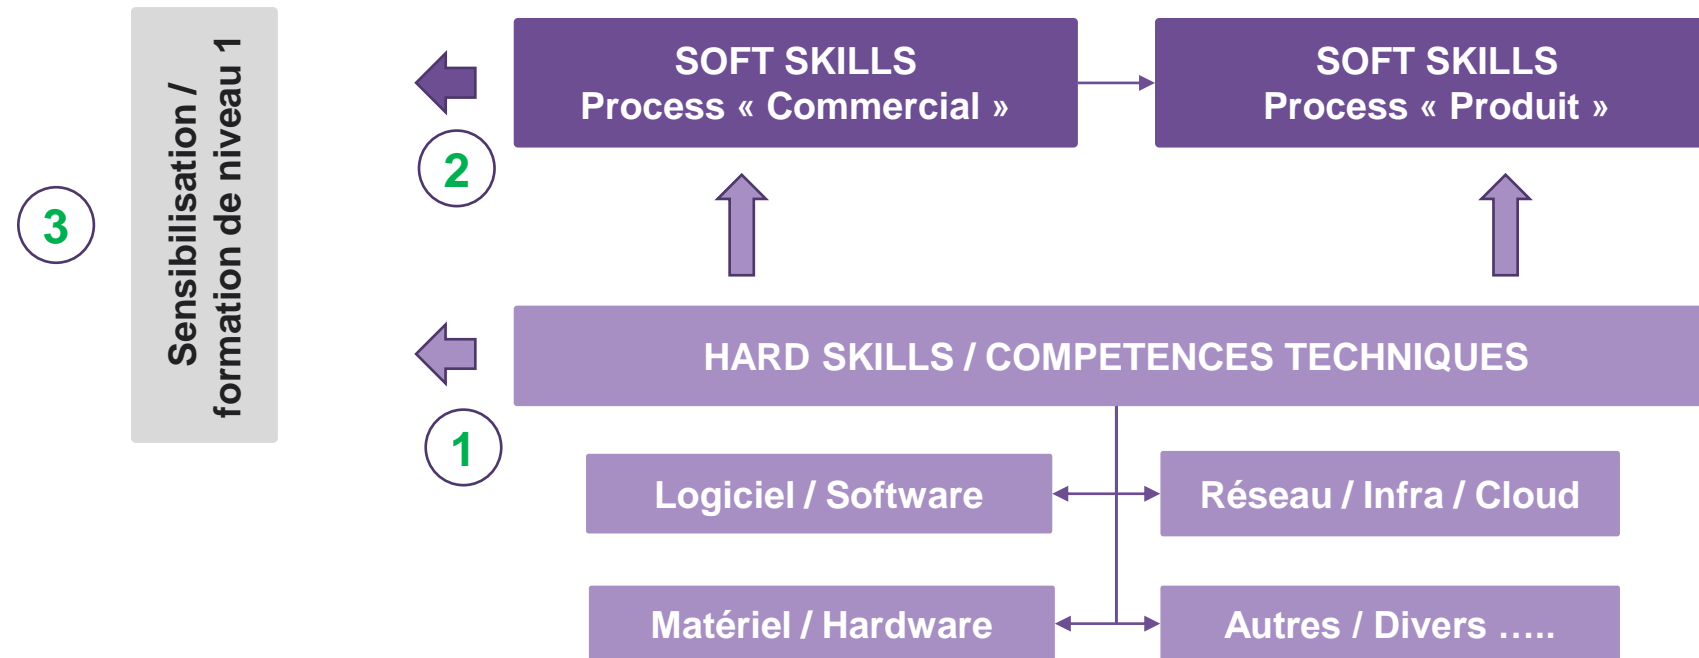 3
Sensibilisation /
formation de niveau 1
2
SOFT SKILLS
Process « Commercial »
SOFT SKILLS
Process « Produit »
HARD SKILLS / COMPETENCES TECHNIQUES
1
Logiciel / Software
Réseau / Infra / Cloud
Matériel / Hardware
Autres / Divers …..